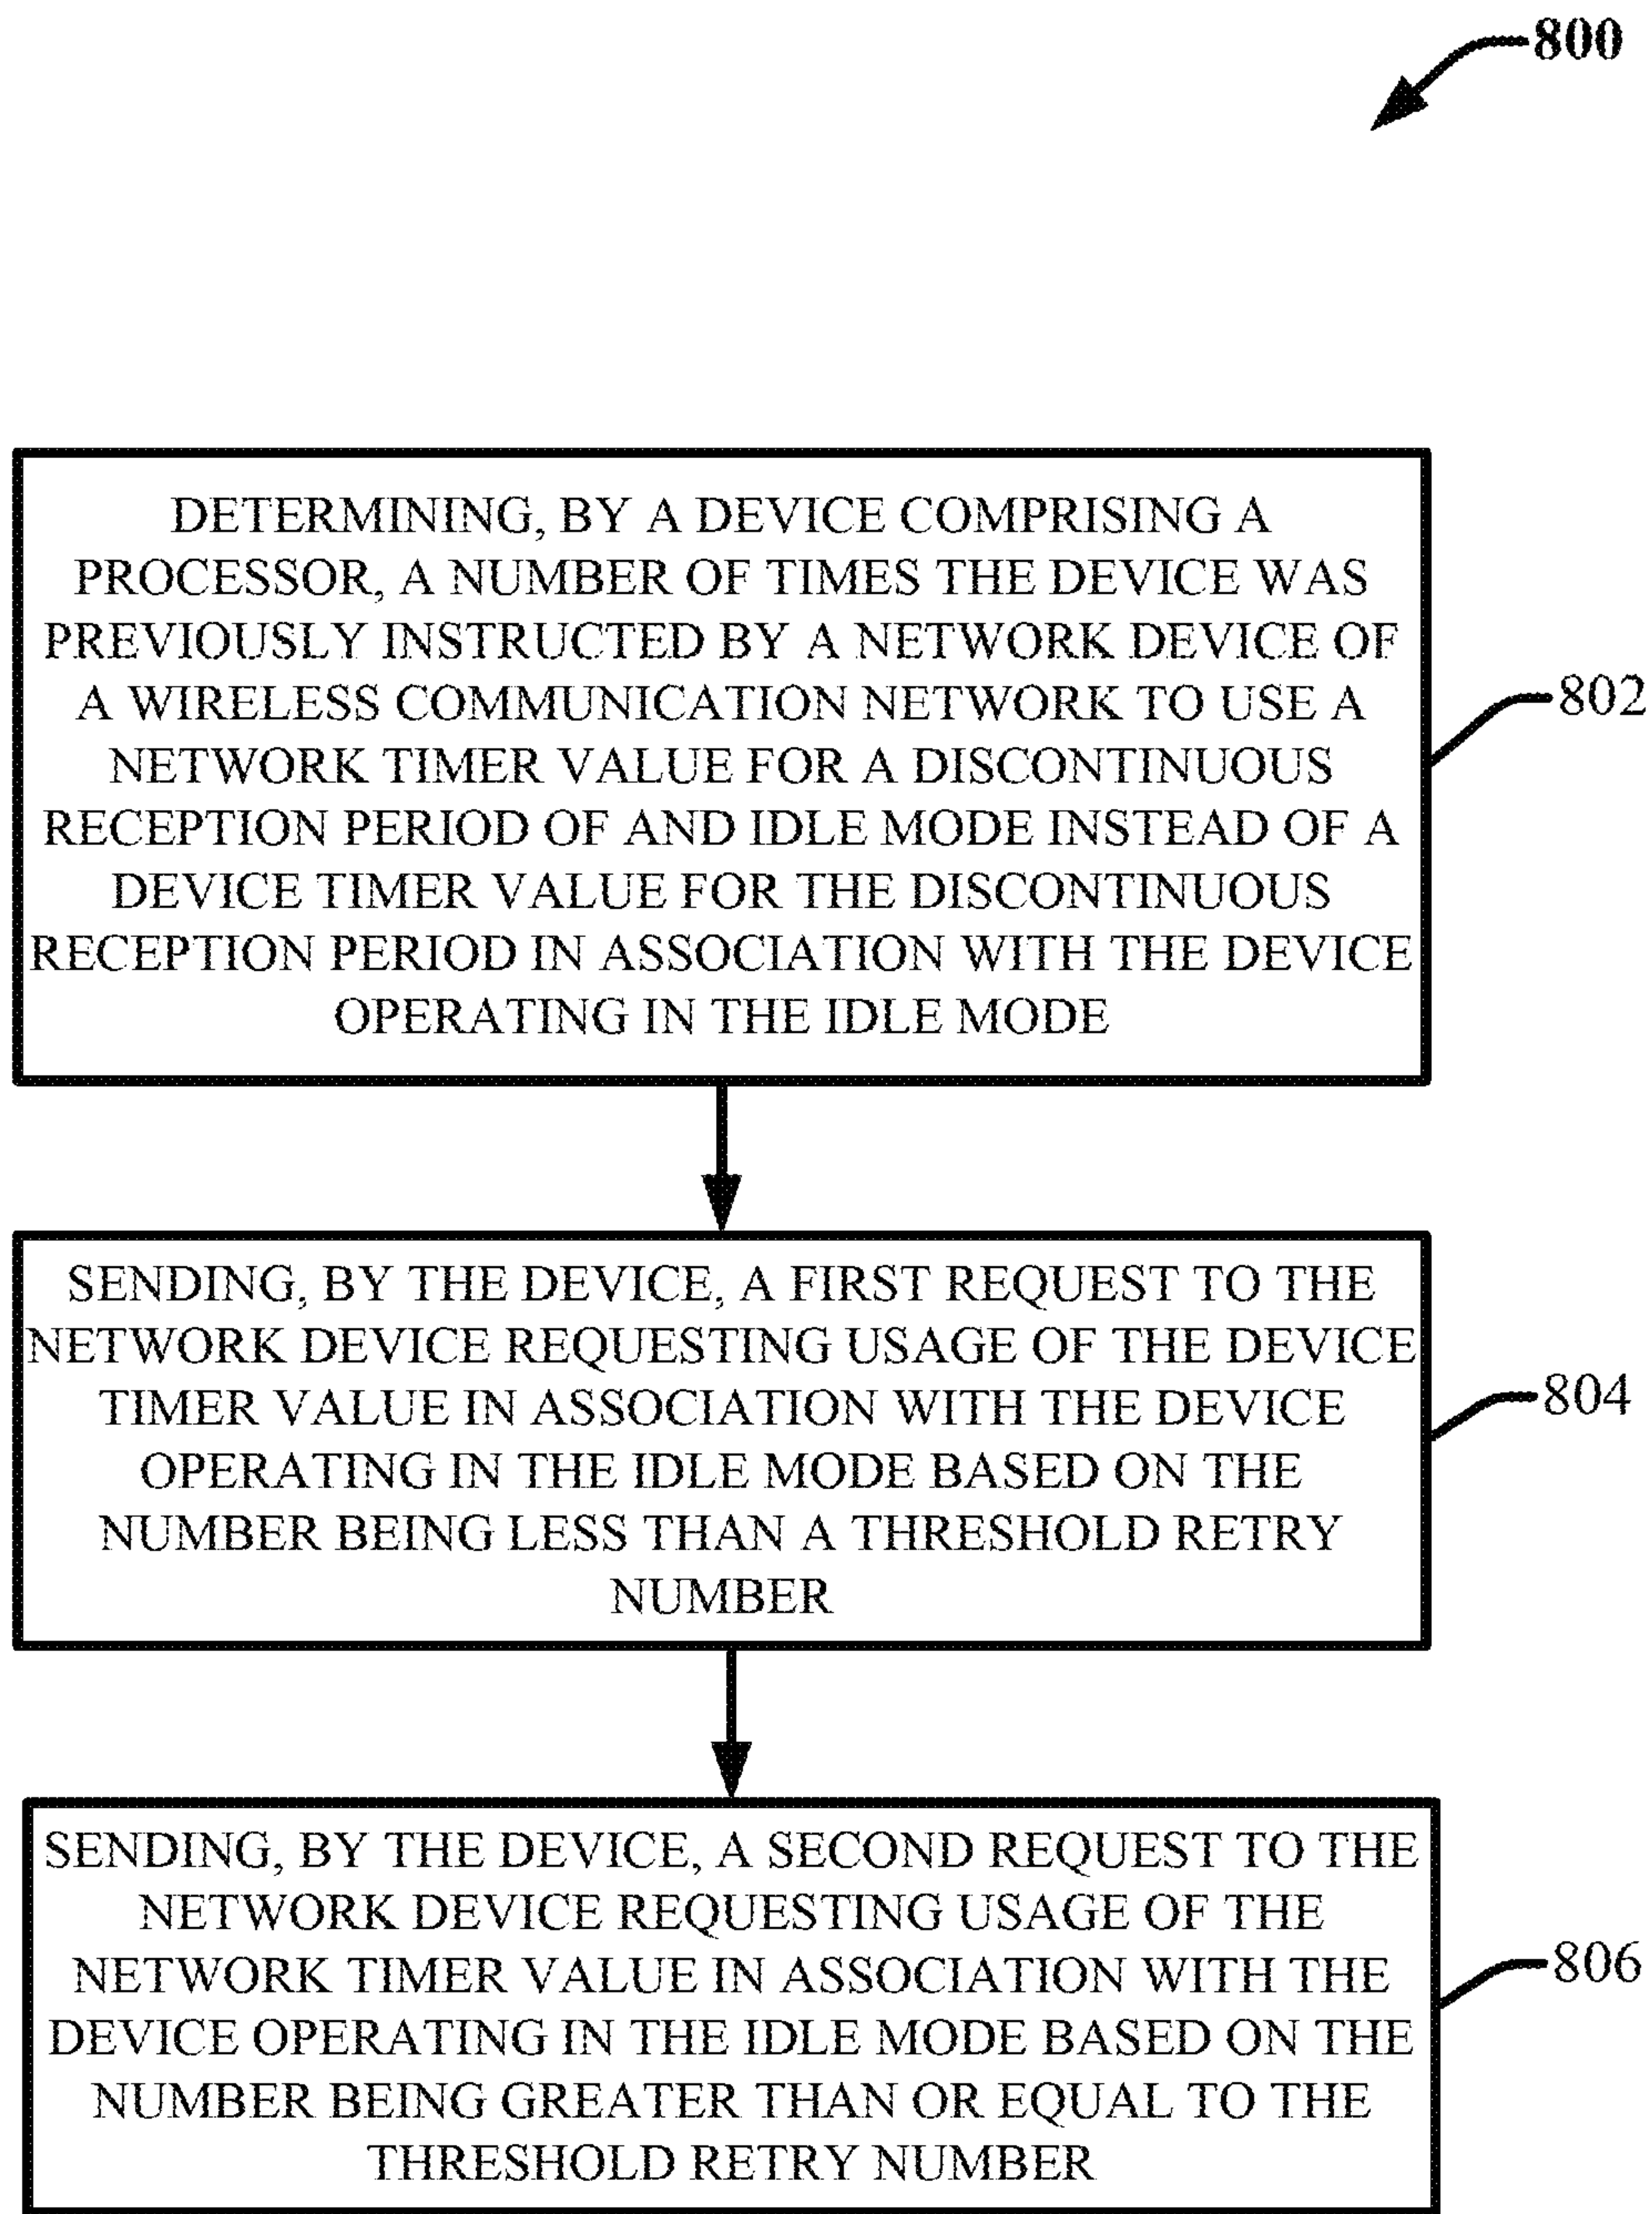 800
DETERMINING, BY A DEVICE COMPRISING A
PROCESSOR, A NUMBER OF TIMES THE DEVICE WAS
PREVIOUSLY INSTRUCTED BY A NETWORK DEVICE OF
A WIRELESS COMMUNICATION NETWORK TO USE A
NETWORK TIMER VALUE FOR A DISCONTINUOUS
RECEPTION PERIOD OF AND IDLE MODE INSTEAD OF A
DEVICE TIMER VALUE FOR THE DISCONTINUOUS
RECEPTION PERIOD IN ASSOCIATION WITH THE DEVICE
OPERATING IN THE IDLE MODE
802
SENDING, BY THE DEVICE, A FIRST REQUEST TO THE
NETWORK DEVICE REQUESTING USAGE OF THE DEVICE
TIMER VALUE IN ASSOCIATION WITH THE DEVICE
OPERATING IN THE IDLE MODE BASED ON THE
NUMBER BEING LESS THAN A THRESHOLD RETRY
NUMBER
804
SENDING, BY THE DEVICE, A SECOND REQUEST TO THE
NETWORK DEVICE REQUESTING USAGE OF THE
NETWORK TIMER VALUE IN ASSOCIATION WITH THE
DEVICE OPERATING IN THE IDLE MODE BASED ON THE
NUMBER BEING GREATER THAN OR EQUAL TO THE
THRESHOLD RETRY NUMBER
806